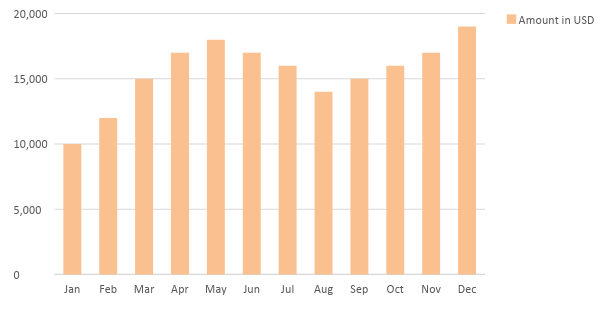 20,000
Amount in USD
15,000
10,000
5,000
0
Jan Feb Mar Apr May Jun Jul Aug Sep Oct Nov Dec